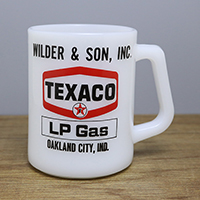 WILDER & SON, INC.
TEXACO
LP Gas
OAKLAND CITY, IND.